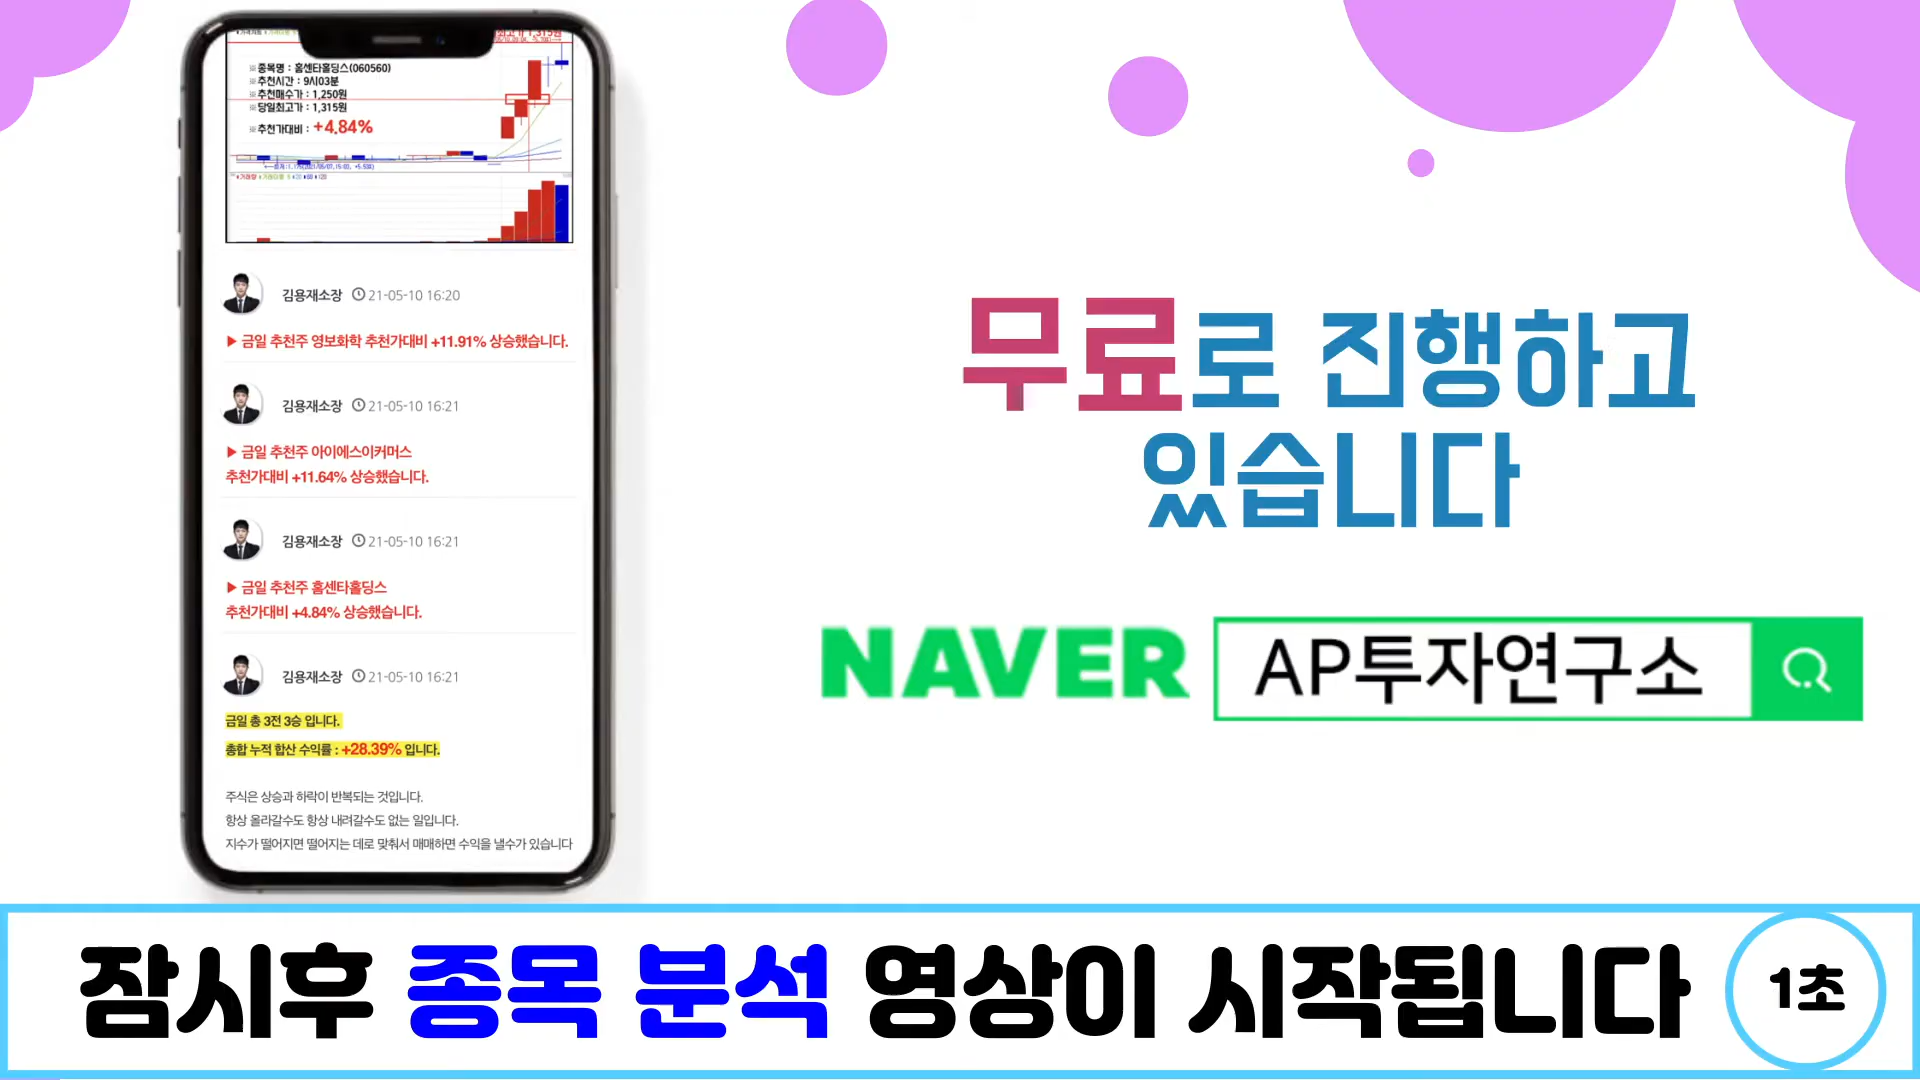 ※종목명 : 홈센타홀딩스(060560)
※추천시간 : 9시03분
※추천매수가 : 1,250원
※당일최고가 : 1,315원
※추천가대비 : +4.84%
김용재소장 21-05-10 16:20
▶ 금일 추천주 영보화학 추천가대비 +11.91% 상승했습니다.
김용재소장 21-05-10 16:21
▶ 금일 추천주 아이에스이커머스
추천가대비 +11.64% 상승했습니다.
김용재소장 21-05-10 16:21
▶ 금일 추천주 홈센타홀딩스
추천가대비 +4.84% 상승했습니다.
김용재소장 21-05-10 16:21
금일 총 3전 3승 입니다.
총합 누적 합산 수익률 : +28.39% 입니다.
주식은 상승과 하락이 반복되는 것입니다.
항상 올라갈수도 항상 내려갈수도 없는 일입니다.
지수가 떨어지면 떨어지는 데로 맞춰서 매매하면 수익을 낼수가 있습니다
무료로 진행하고
있습니다
NAVER AP투자연구소
잠시후 종목 분석 영상이 시작됩니다 1초